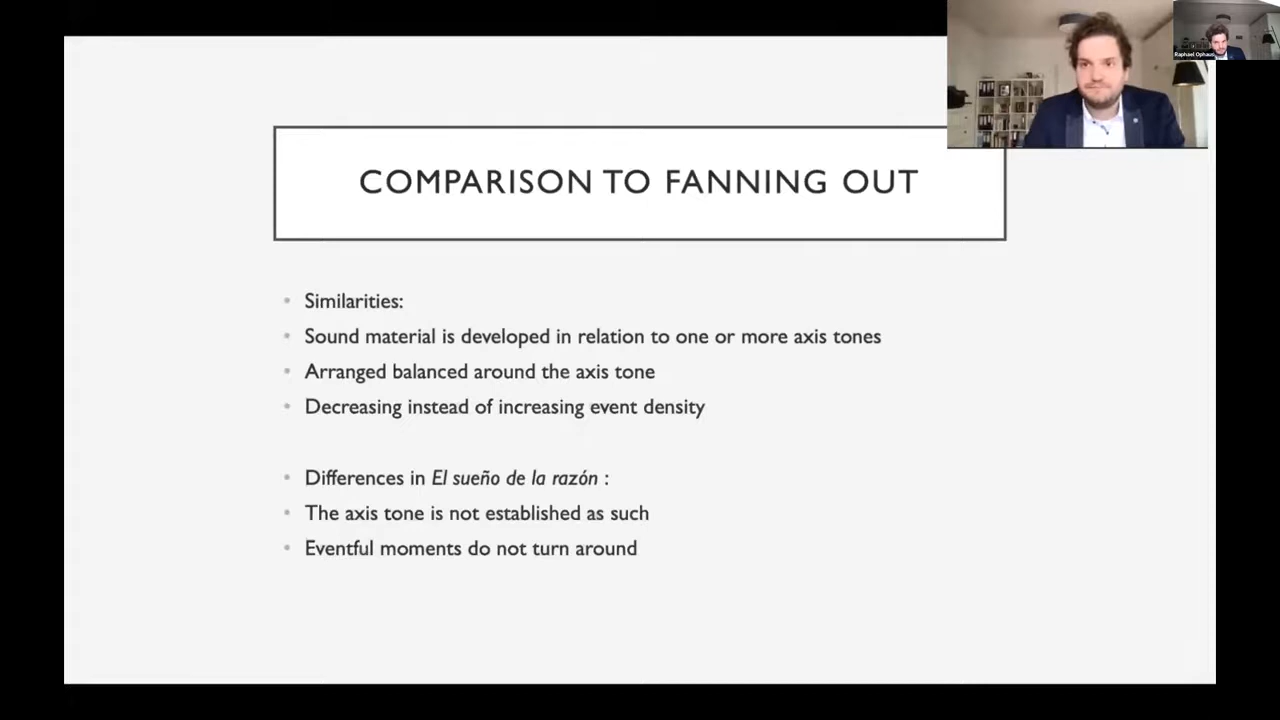 Raphael Ophaus
COMPARISON TO FANNING OUT
• Similarities:
• Sound material is developed in relation to one or more axis tones
• Arranged balanced around the axis tone
• Decreasing instead of increasing event density
• Differences in El sueño de la razón :
• The axis tone is not established as such
• Eventful moments do not turn around